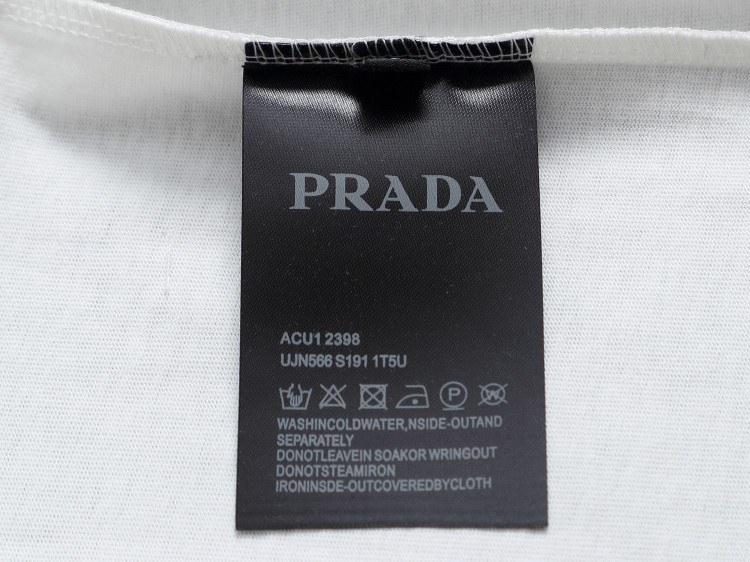 PRADA
ACU1 2398
UJN566 S191 1T5U
P
W
WASHINCOLDWATER,NSIDE-OUTAND
SEPARATELY
DONOTLEAVEIN SOAKOR WRINGOUT
DONOTSTEAMIRON
IRONINSDE-OUTCOVEREDBYCLOTH